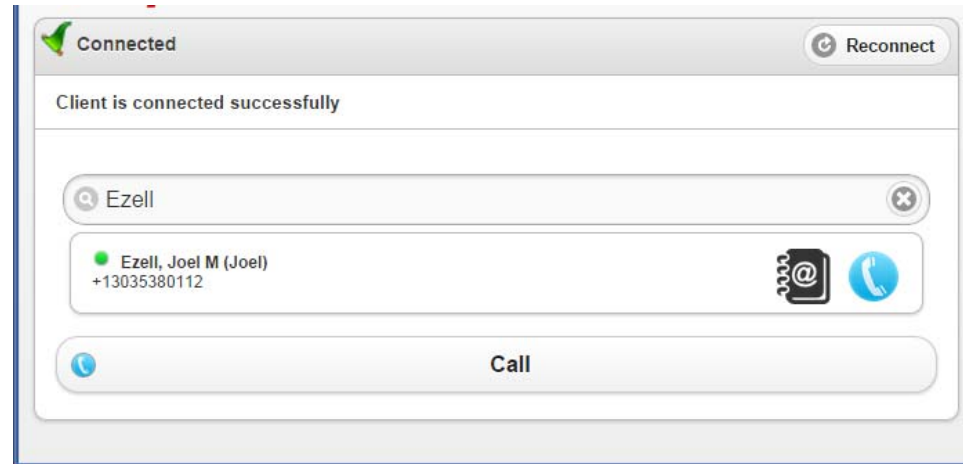 Connected
Reconnect
Client is connected successfully
Ezell
Ezell, Joel M (Joel)
+13035380112
Call